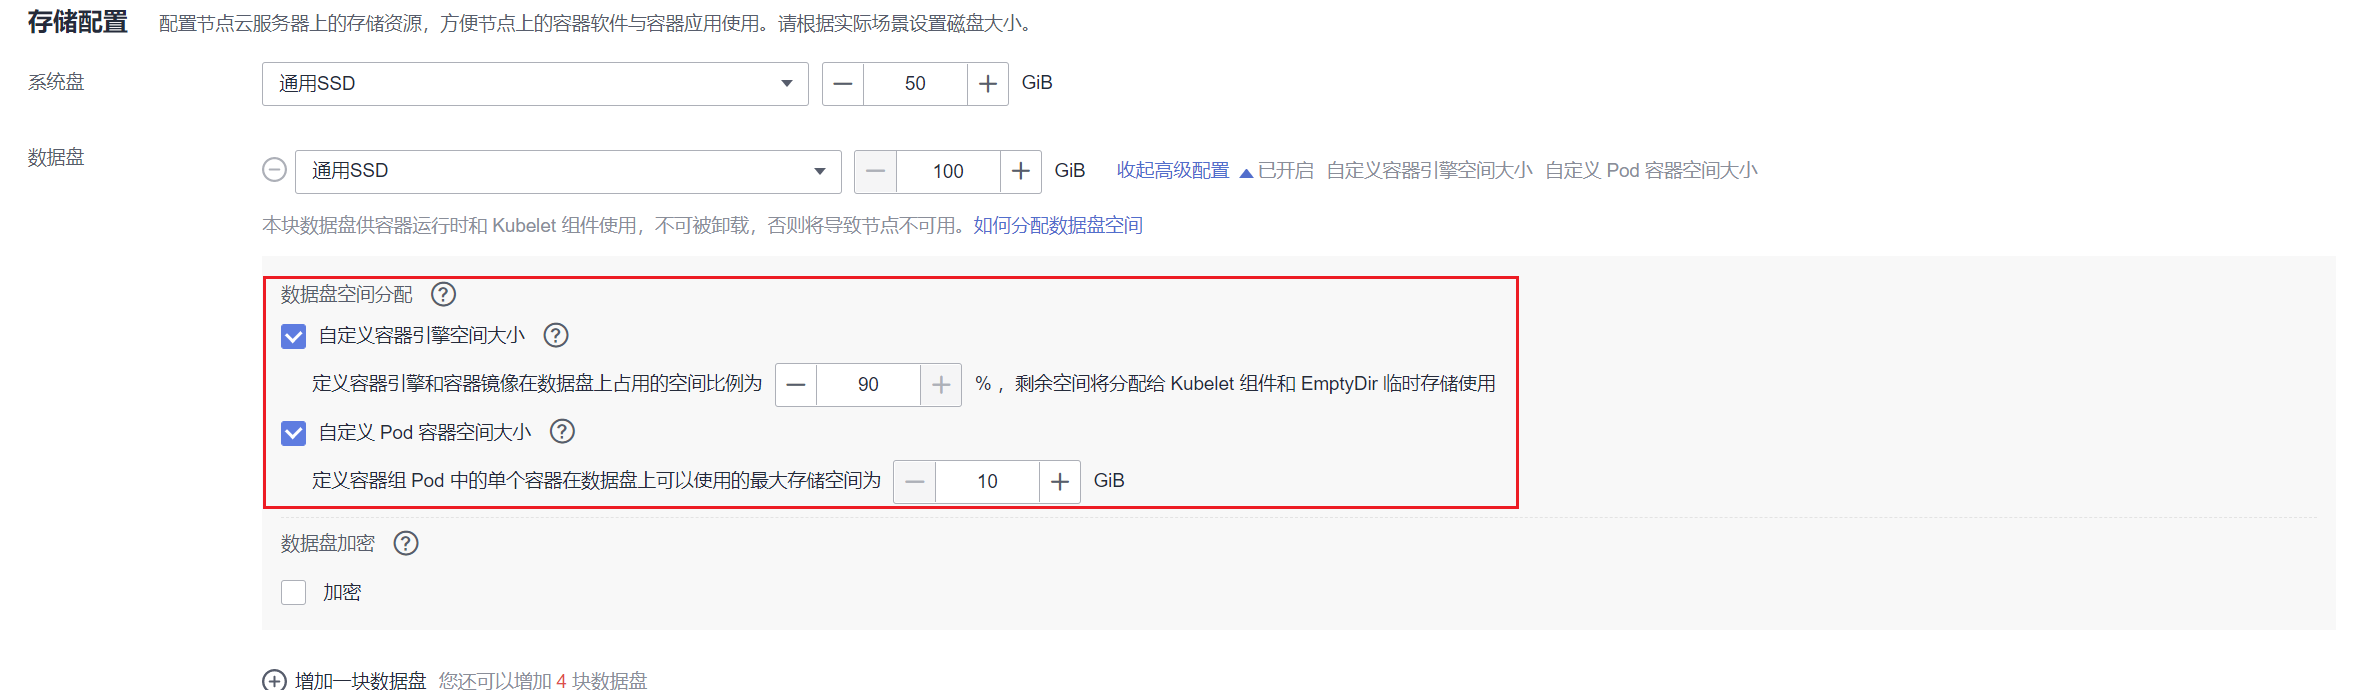 存储配置 配置节点云服务器上的存储资源，方便节点上的容器软件与容器应用使用。请根据实际场景设置磁盘大小。
系统盘 通用SSD 50 GiB
数据盘 通用SSD 100 GiB 收起高级配置 已开启 自定义容器引擎空间大小 自定义 Pod 容器空间大小
本块数据盘供容器运行时和 Kubelet 组件使用，不可被卸载，否则将导致节点不可用。如何分配数据盘空间
数据盘空间分配
自定义容器引擎空间大小
定义容器引擎和容器镜像在数据盘上占用的空间比例为 90 %，剩余空间将分配给 Kubelet 组件和 EmptyDir 临时存储使用
自定义 Pod 容器空间大小
定义容器组 Pod 中的单个容器在数据盘上可以使用的最大存储空间为 10 GiB
数据盘加密
加密
增加一块数据盘 您还可以增加 4 块数据盘